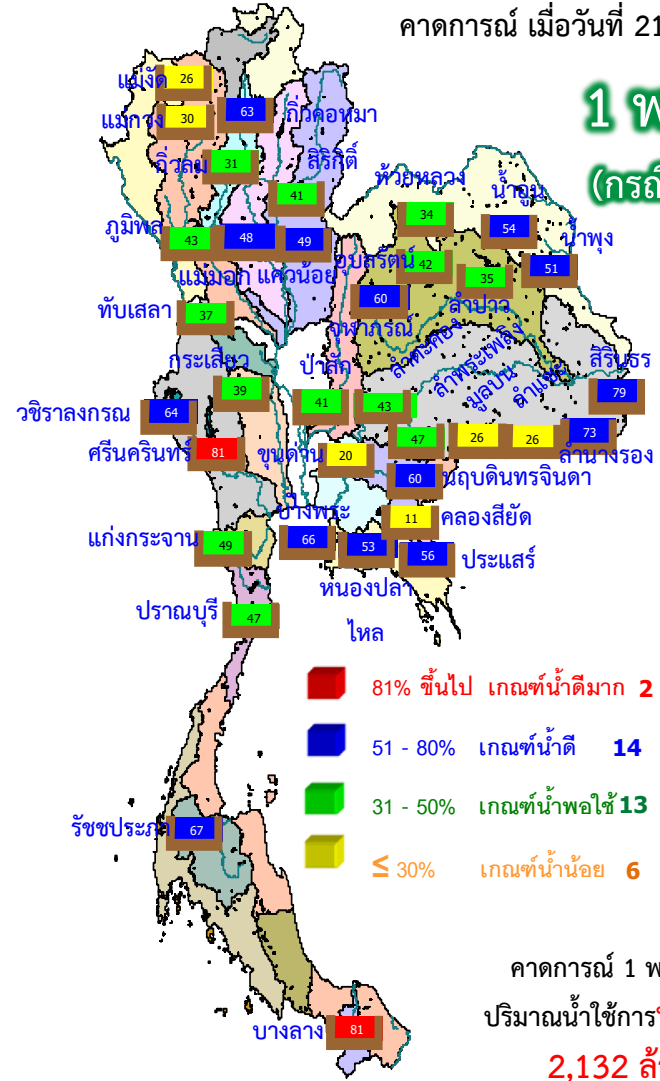 คาดการณ์ เมื่อวันที่ 21
1 พ
(กรณี
แม่งัด 26
แม่กวง 30
63 กิ่วคอหมา
กิ่วลม 31
สิริกิติ์
41
ห้วยหลวง
34
น้ำอูน
54
น้ำพุง
51
ภูมิพล
43
48
49
แม่มอก
แควน้อย
อุบลรัตน์
42
35
ลำปาว
60
จุฬาภรณ์
ทับเสลา 37
กระเสียว
39
ป่าสัก
41
43
ลำตะคอง
ลำพระเพลิง
มูลบน
ลำแชะ
47
26
26
สิรินธร
79
73
ลำนางรอง
วชิราลงกรณ 64
ศรีนครินทร์ 81
ขุนด่าน 20
60 นฤบดินทรจินดา
11 คลองสียัด
บางพระ
66
53
หนองปลา
ไหล
56 ประแสร์
แก่งกระจาน 49
ปราณบุรี 47
81% ขึ้นไป เกณฑ์น้ำดีมาก 2
51 - 80% เกณฑ์น้ำดี 14
31 - 50% เกณฑ์น้ำพอใช้ 13
≤ 30% เกณฑ์น้ำน้อย 6
รัชชประภา 67
บางลาง 81
คาดการณ์ 1 พ
ปริมาณน้ำใช้การ
2,132 ล้